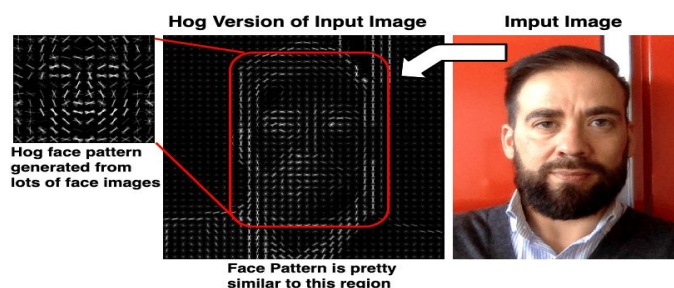 Hog Version of Input Image
Imput Image
Hog face pattern
generated from
lots of face images
Face Pattern is pretty
similar to this region